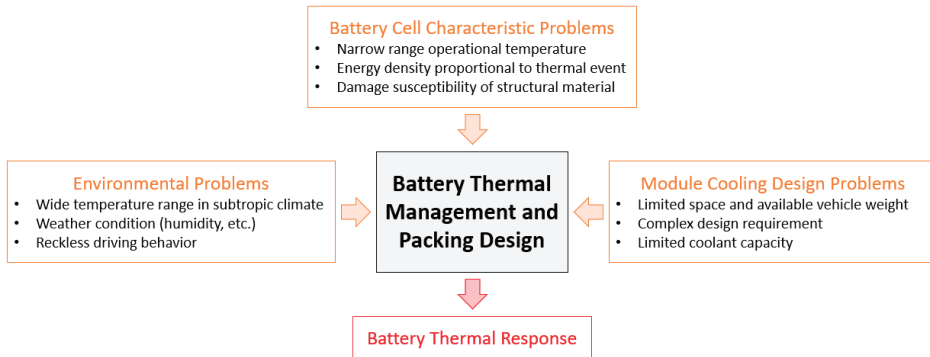 Battery Cell Characteristic Problems
• Narrow range operational temperature
• Energy density proportional to thermal event
• Damage susceptibility of structural material
Environmental Problems
• Wide temperature range in subtropic climate
• Weather condition (humidity, etc.)
• Reckless driving behavior
Battery Thermal
Management and
Packing Design
Module Cooling Design Problems
• Limited space and available vehicle weight
• Complex design requirement
• Limited coolant capacity
Battery Thermal Response